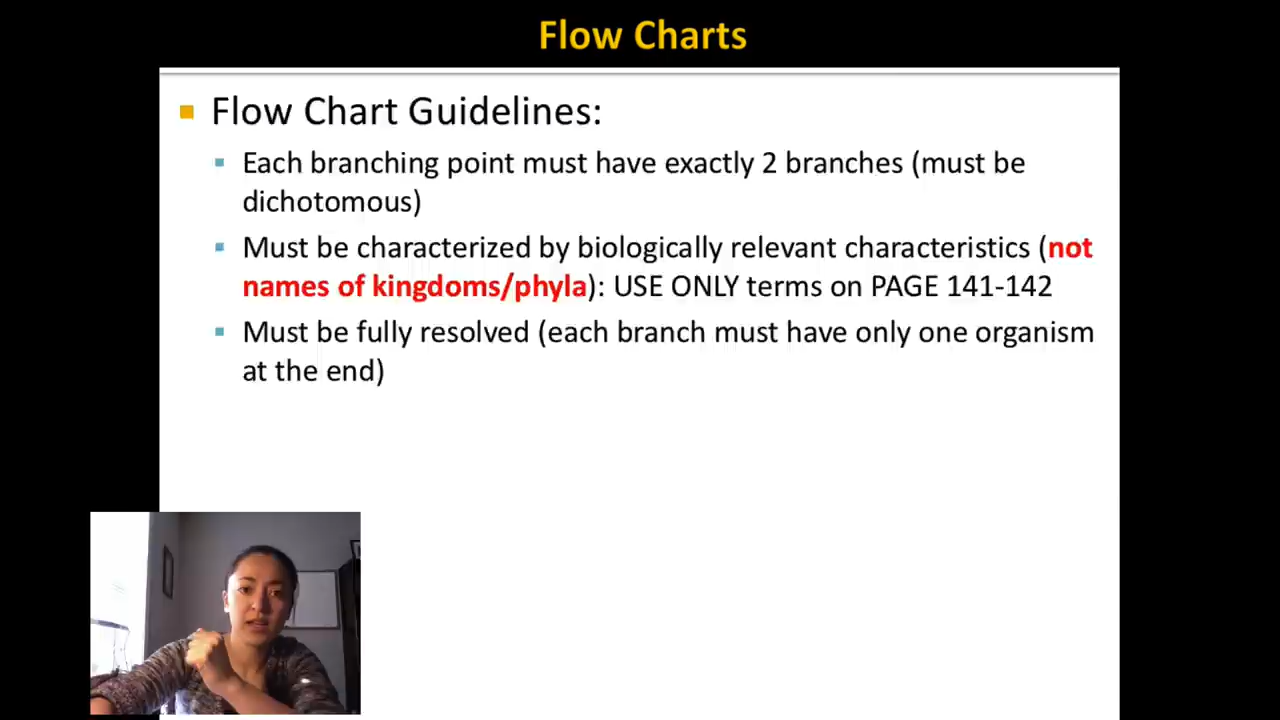 Flow Charts
Flow Chart Guidelines:
Each branching point must have exactly 2 branches (must be
dichotomous)
Must be characterized by biologically relevant characteristics (not
names of kingdoms/phyla): USE ONLY terms on PAGE 141-142
Must be fully resolved (each branch must have only one organism
at the end)